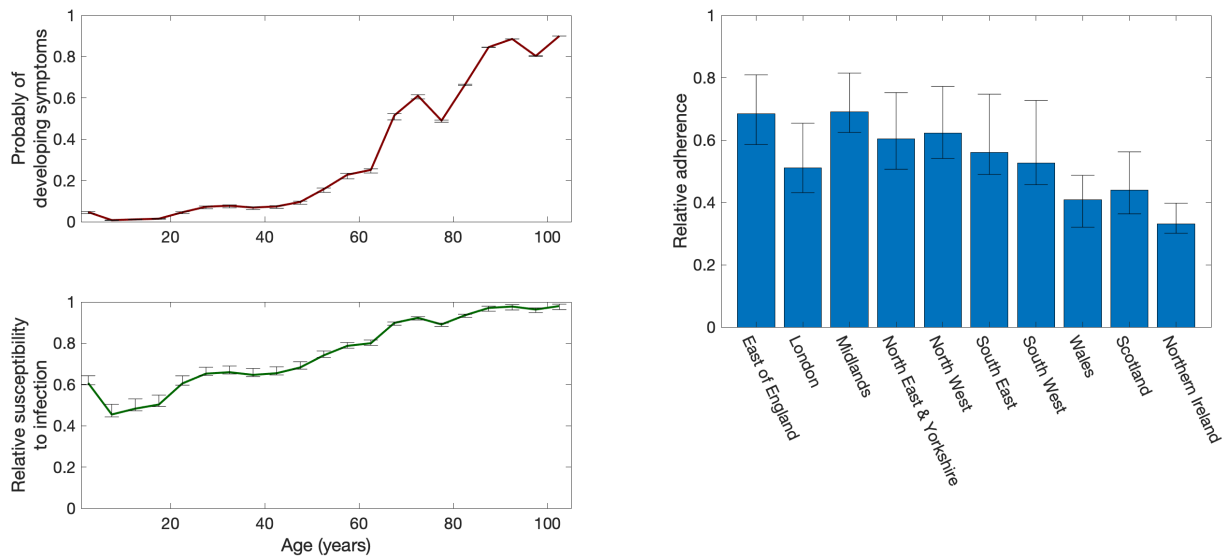 1
0.8
0.6
0.4
0.2
0
20
40
60
80
100
Probably of
developing symptoms
1
0.8
0.6
0.4
0.2
0
20
40
60
80
100
Relative susceptibility
to infection
Age (years)
1
0.8
0.6
0.4
0.2
0
Relative adherence
East of England
London
Midlands
North East & Yorkshire
North West
South East
South West
Wales
Scotland
Northern Ireland